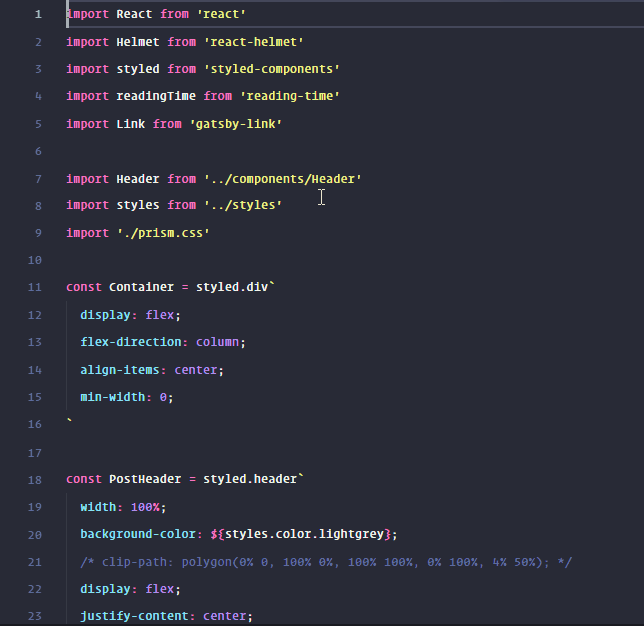 1 import React from 'react'
2 import Helmet from 'react-helmet'
3 import styled from 'styled-components'
4 import readingTime from 'reading-time'
5 import Link from 'gatsby-link'
6
7 import Header from '../components/Header'
8 import styles from '../styles'
9 import './prism.css'
10
11 const Container = styled.div`
12 display: flex;
13 flex-direction: column;
14 align-items: center;
15 min-width: 0;
16 `
17
18 const PostHeader = styled.header`
19 width: 100%;
20 background-color: ${styles.color.lightgrey};
21 /* clip-path: polygon(0% 0, 100% 0%, 100% 100%, 0% 100%, 4% 50%); */
22 display: flex;
23 justify-content: center;